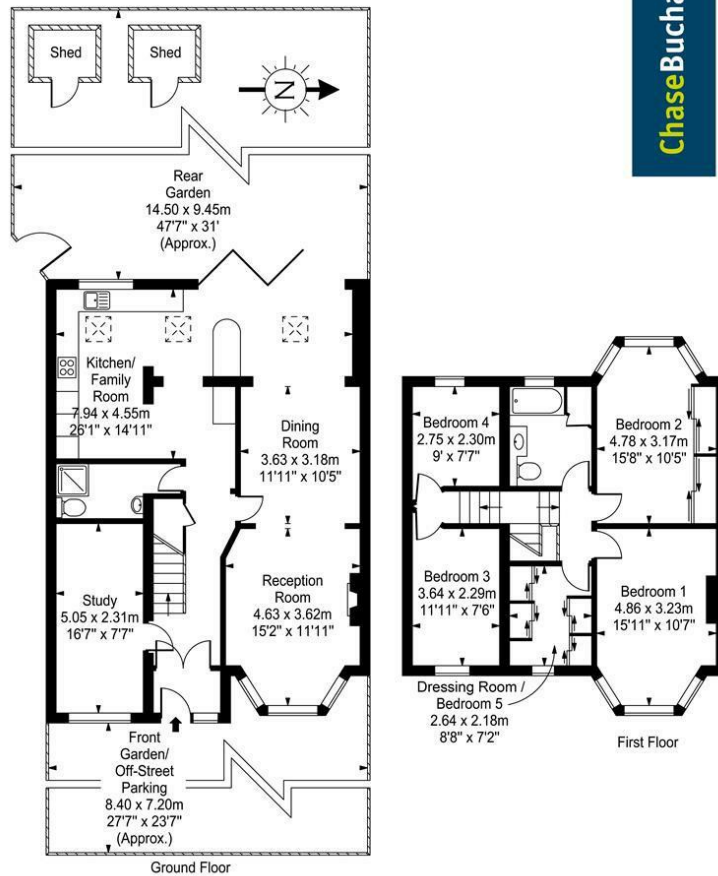 Shed
Shed
N
ChaseBucha
Rear
Garden
14.50 x 9.45m
47'7" x 31'
(Approx.)
Kitchen/
Family
Room
7.94 x 4.55m
26'1" x 14'11"
Dining
Room
3.63 x 3.18m
11'11" x 10'5"
Study
5.05 x 2.31m
16'7" x 7'7"
Reception
Room
4.63 x 3.62m
15'2" x 11'11"
Front
Garden/
Off-Street
Parking
8.40 x 7.20m
27'7" x 23'7"
(Approx.)
Ground Floor
Bedroom 4
2.75 x 2.30m
9' x 7'7"
Bedroom 2
4.78 x 3.17m
15'8" x 10'5"
Bedroom 3
3.64 x 2.29m
11'11" x 7'6"
Bedroom 1
4.86 x 3.23m
15'11" x 10'7"
Dressing Room /
Bedroom 5
2.64 x 2.18m
8'8" x 7'2"
First Floor